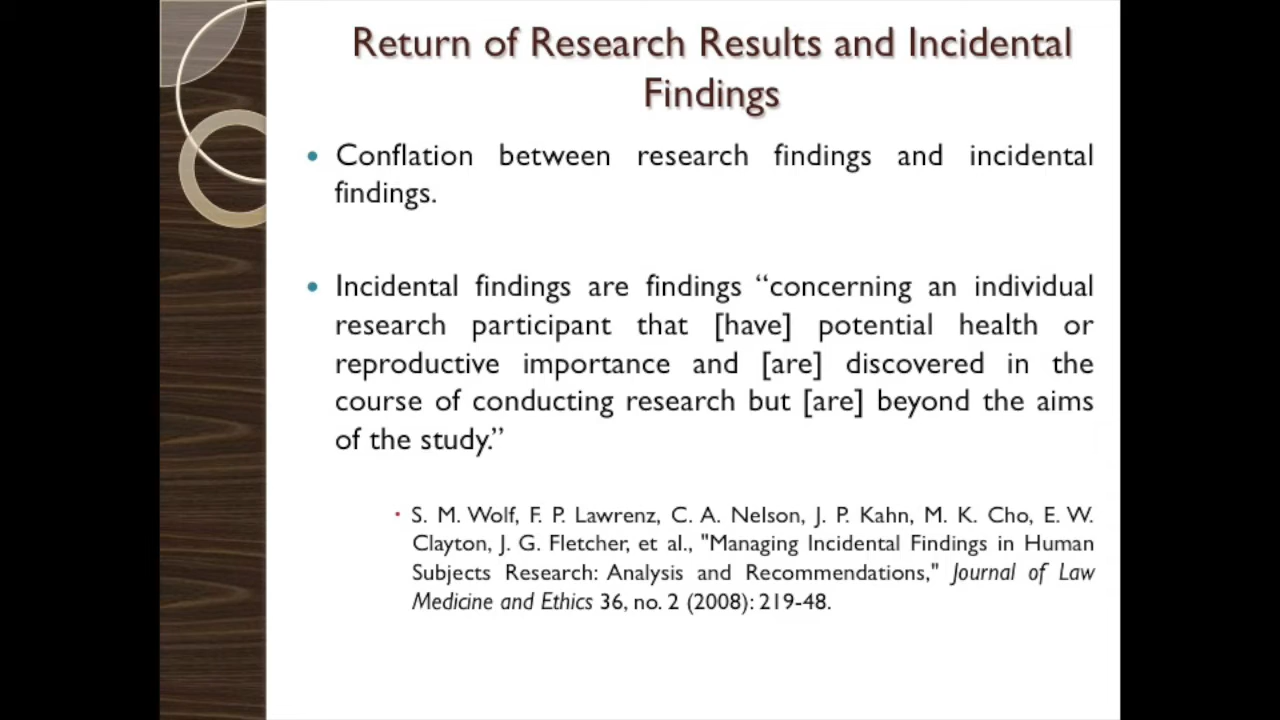 Return of Research Results and Incidental
Findings
• Conflation between research findings and incidental
findings.
• Incidental findings are findings “concerning an individual
research participant that [have] potential health or
reproductive importance and [are] discovered in the
course of conducting research but [are] beyond the aims
of the study.”
• S. M. Wolf, F. P. Lawrenz, C. A. Nelson, J. P. Kahn, M. K. Cho, E. W.
Clayton, J. G. Fletcher, et al., "Managing Incidental Findings in Human
Subjects Research: Analysis and Recommendations," Journal of Law
Medicine and Ethics 36, no. 2 (2008): 219-48.